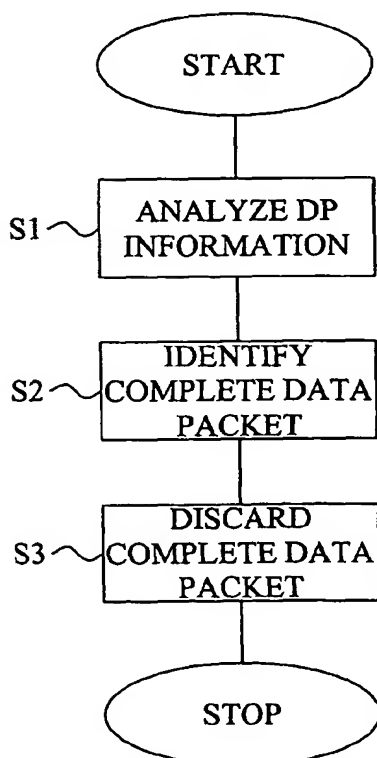 START
S1
ANALYZE DP
INFORMATION
S2
IDENTIFY
COMPLETE DATA
PACKET
S3
DISCARD
COMPLETE DATA
PACKET
STOP